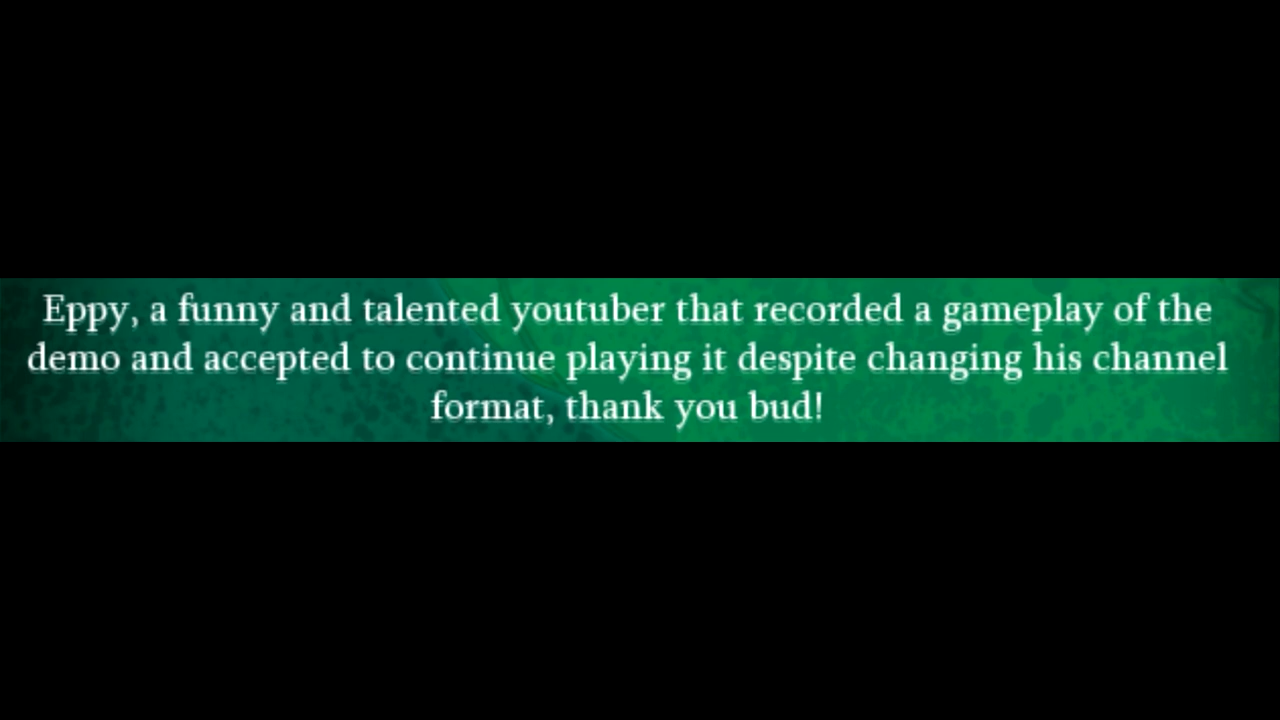 Eppy, a funny and talented youtuber that recorded a gameplay of the
demo and accepted to continue playing it despite changing his channel
format, thank you bud!